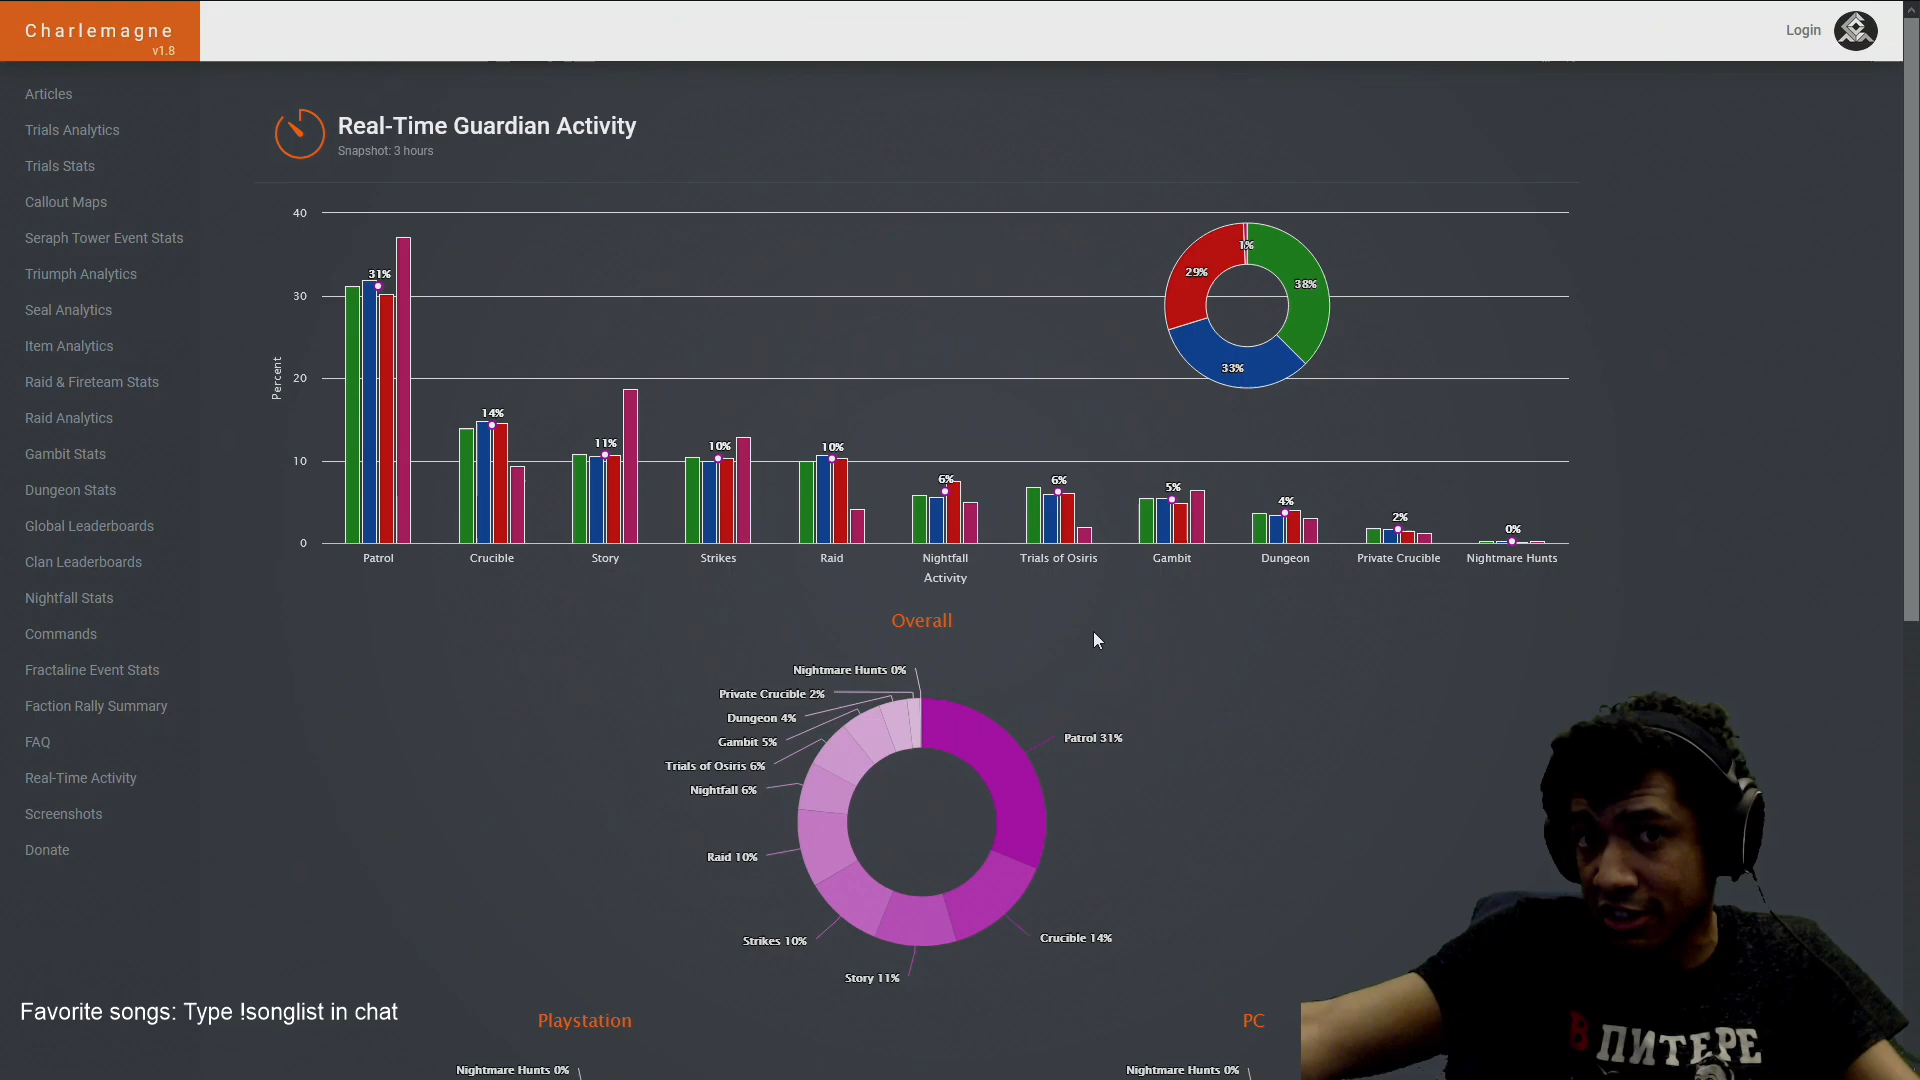 Charlemagne
v1.8
Login
Articles
Trials Analytics
Trials Stats
Callout Maps
Seraph Tower Event Stats
Triumph Analytics
Seal Analytics
Item Analytics
Raid & Fireteam Stats
Raid Analytics
Gambit Stats
Dungeon Stats
Global Leaderboards
Clan Leaderboards
Nightfall Stats
Commands
Fractaline Event Stats
Faction Rally Summary
FAQ
Real-Time Activity
Screenshots
Donate
Real-Time Guardian Activity
Snapshot: 3 hours
Percent
40
30
20
10
0
31%
14%
11%
10%
10%
6%
6%
5%
4%
2%
0%
Patrol
Crucible
Story
Strikes
Raid
Nightfall
Trials of Osiris
Gambit
Dungeon
Private Crucible
Nightmare Hunts
Activity
1%
29%
38%
33%
Overall
Nightmare Hunts 0%
Private Crucible 2%
Dungeon 4%
Gambit 5%
Trials of Osiris 6%
Nightfall 6%
Raid 10%
Strikes 10%
Story 11%
Patrol 31%
Crucible 14%
Playstation
PC
Nightmare Hunts 0%
Nightmare Hunts 0%
Favorite songs: Type !songlist in chat
В ПИТЕРЕ